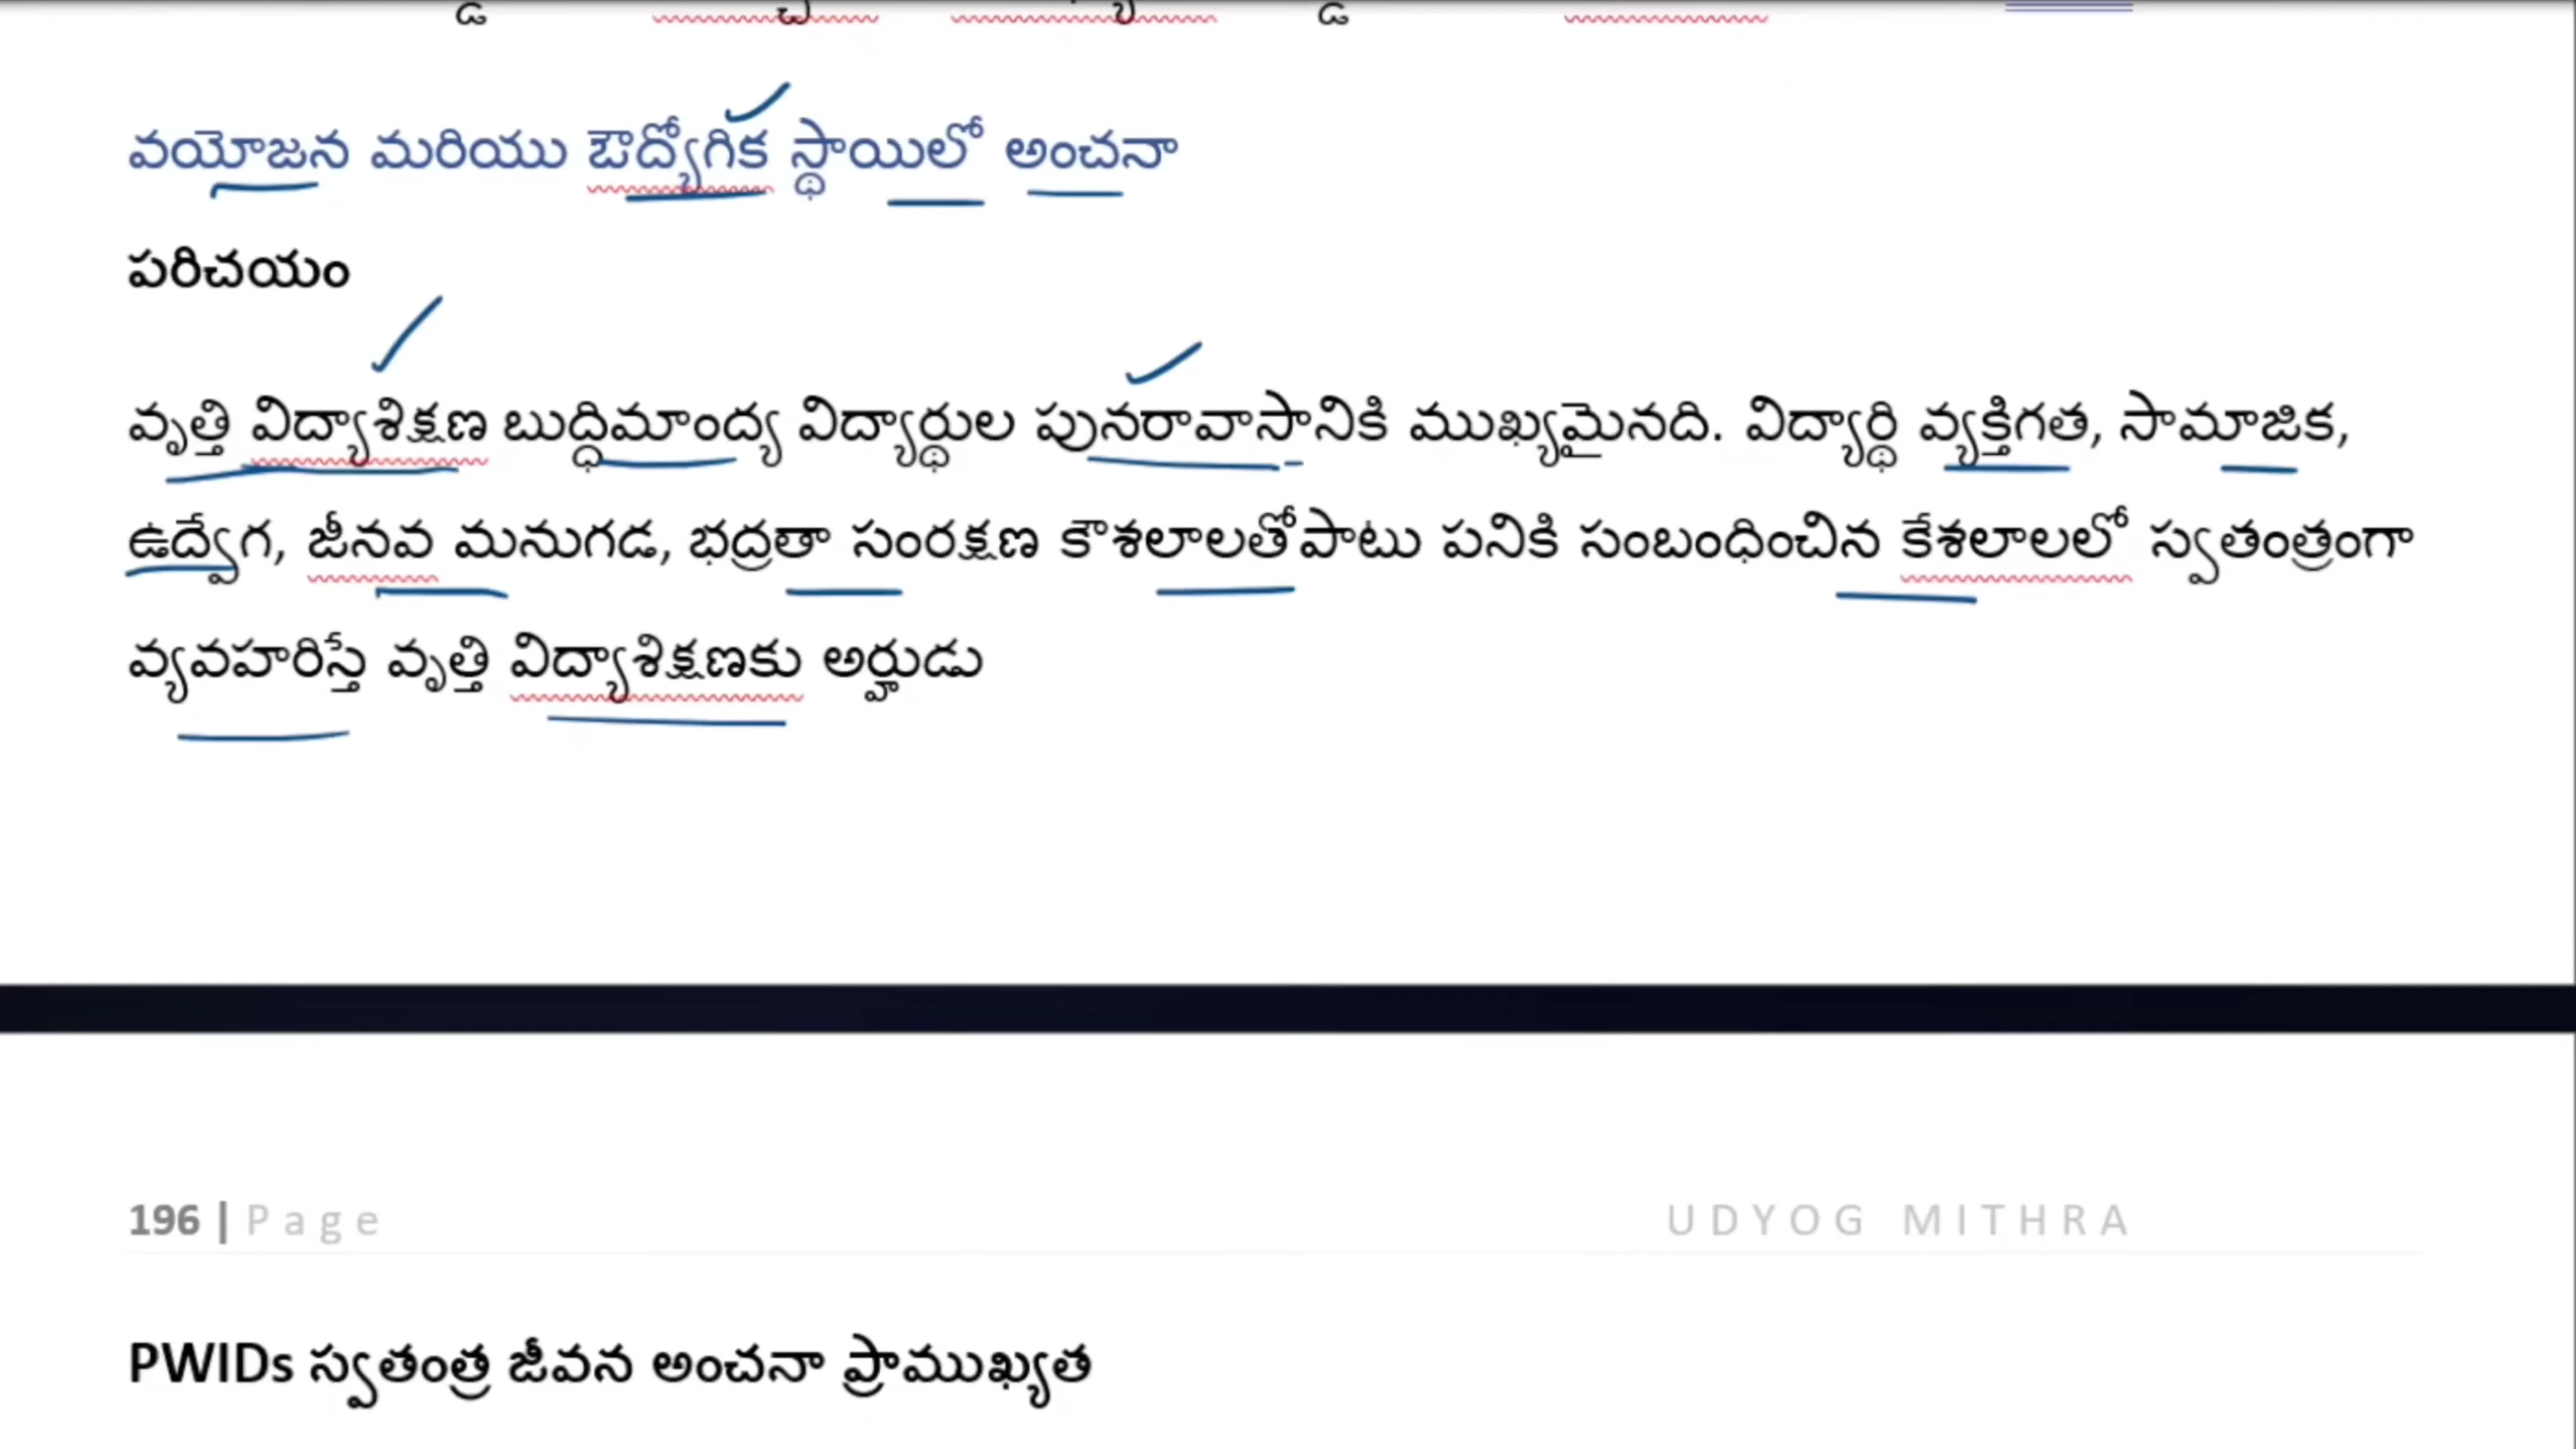 వయోజన మరియు ఔద్యోగిక స్థాయిలో అంచనా
పరిచయం
వృత్తి విద్యాశిక్షణ బుద్ధిమాంద్య విద్యార్థుల పునరావాసానికి ముఖ్యమైనది. విద్యార్థి వ్యక్తిగత, సామాజిక,
ఉద్వేగ, జీనవ మనుగడ, భద్రతా సంరక్షణ కౌశలాలతోపాటు పనికి సంబంధించిన కేశలాలలో స్వతంత్రంగా
వ్యవహరిస్తే వృత్తి విద్యాశిక్షణకు అర్హుడు
196 | Page UDYOG MITHRA
PWIDs స్వతంత్ర జీవన అంచనా ప్రాముఖ్యత